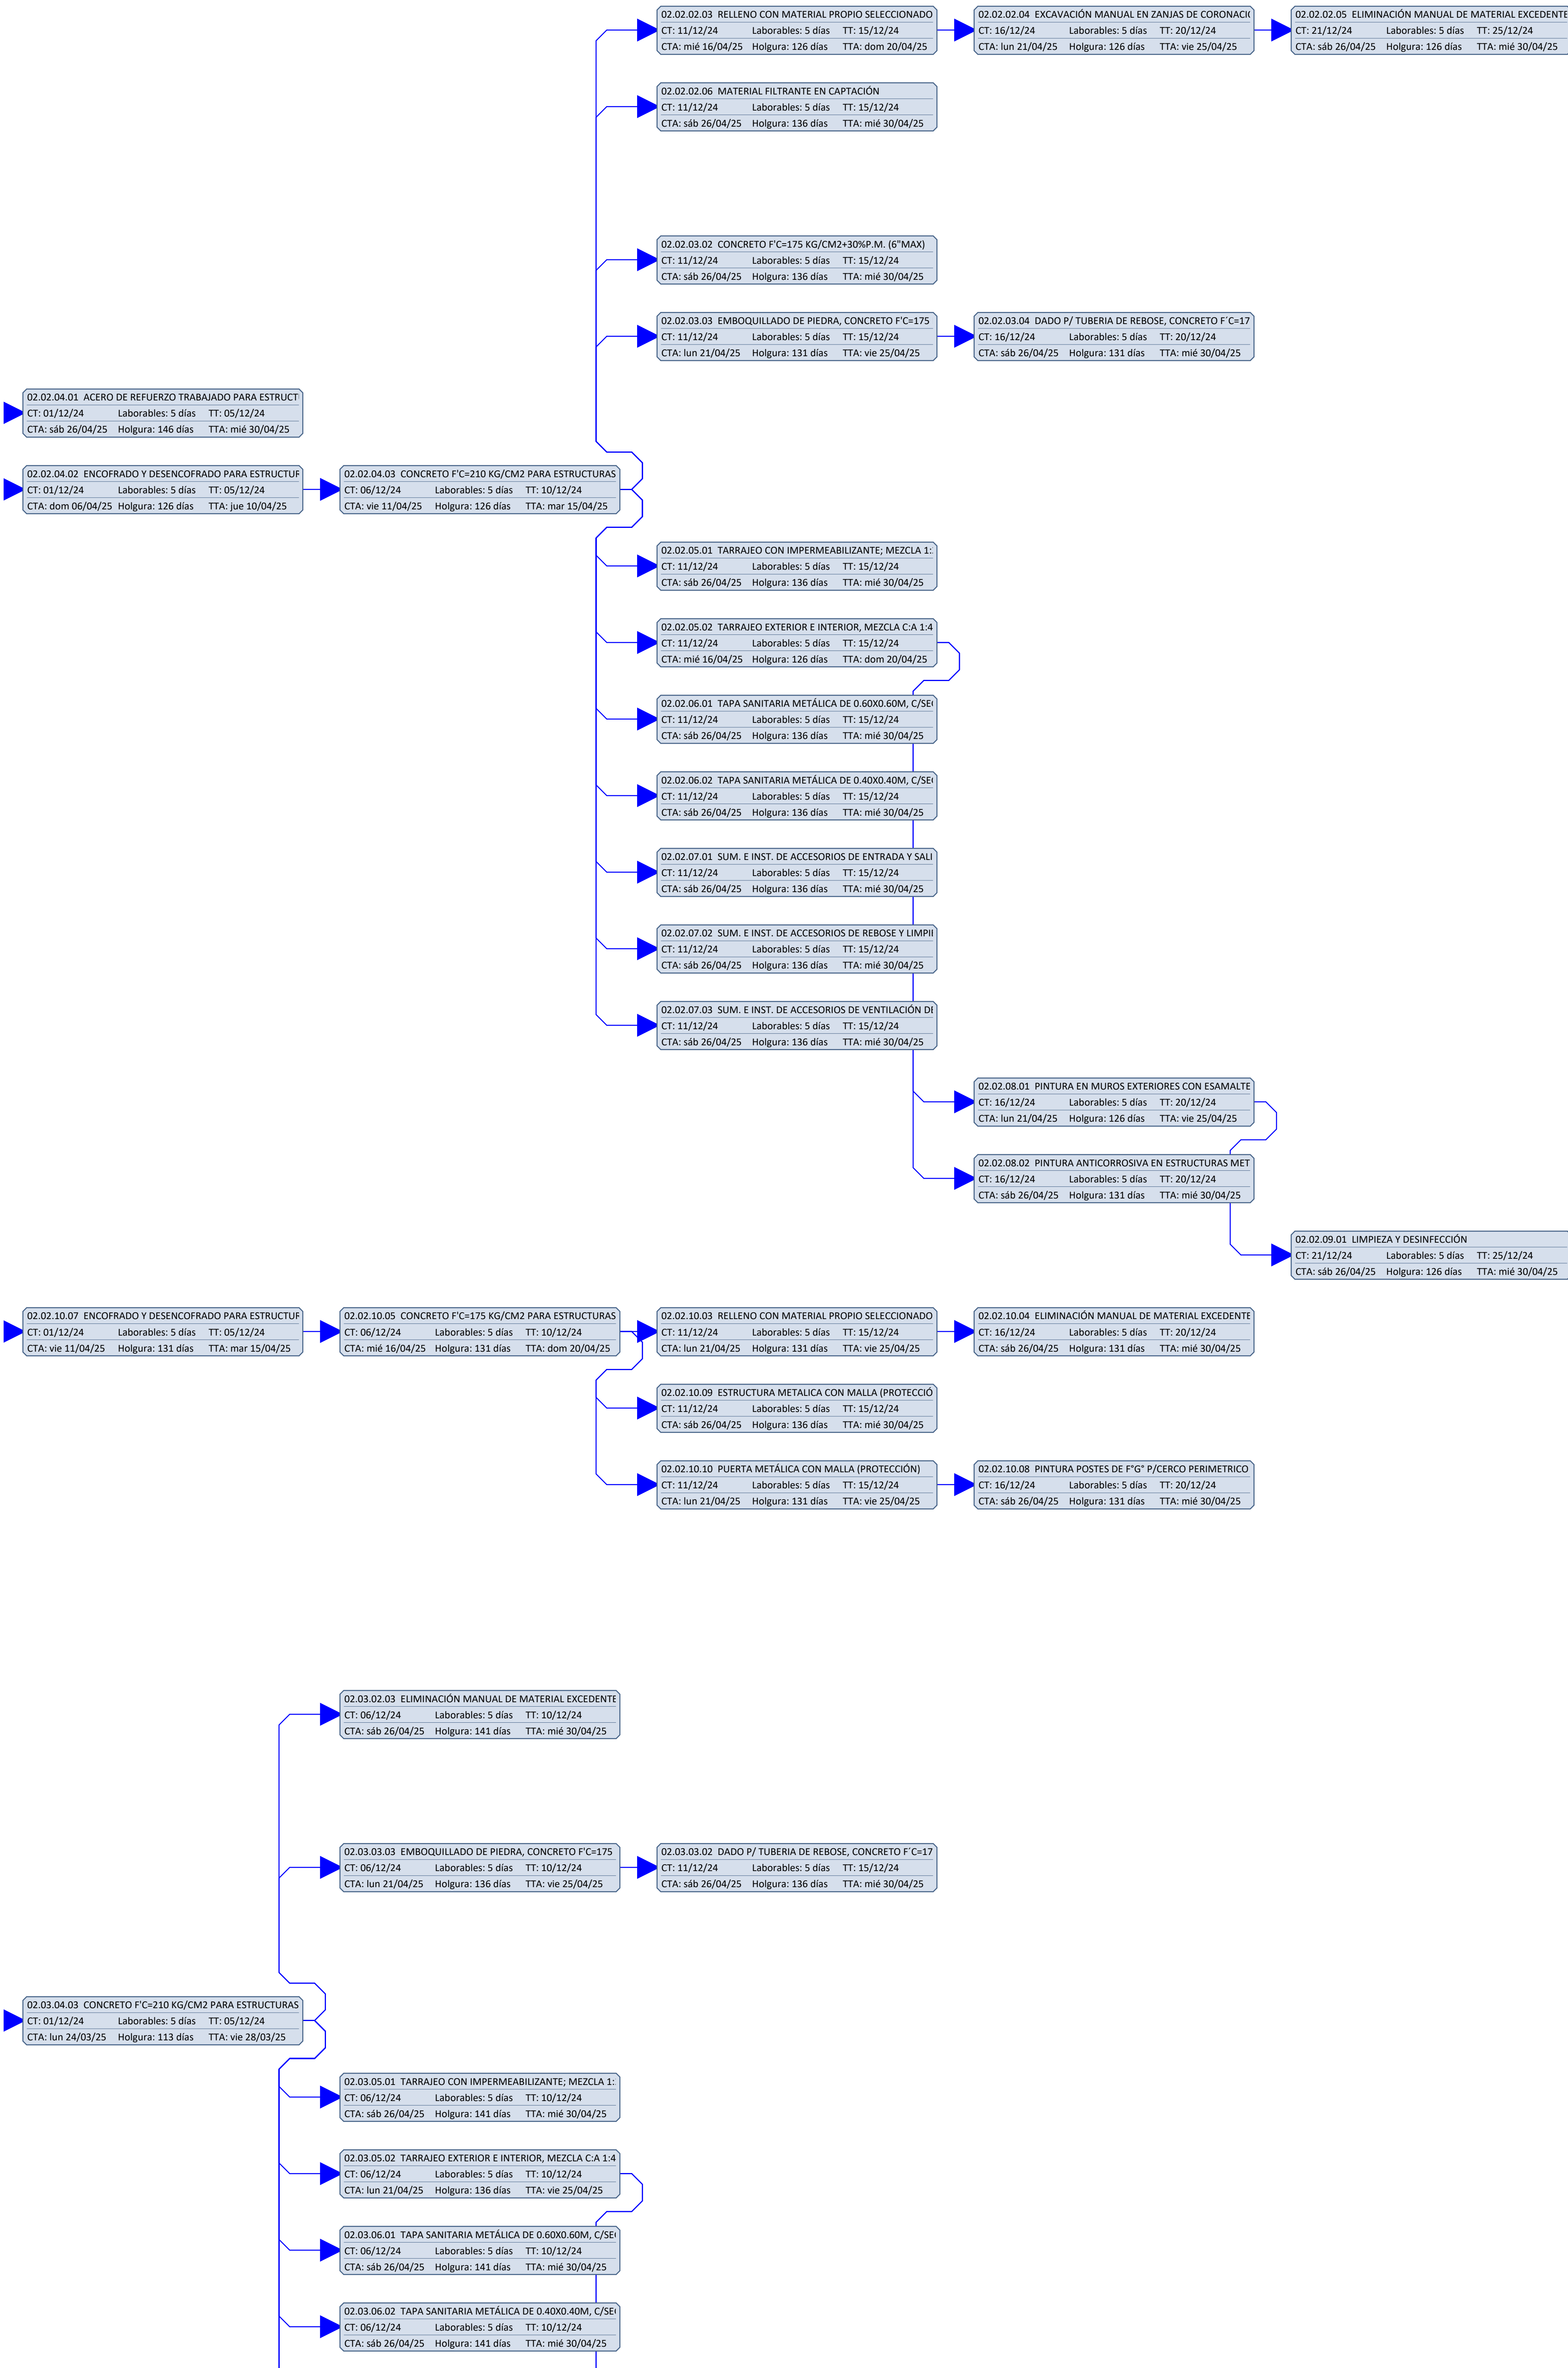 02.02.02.03 RELLENO CON MATERIAL PROPIO SELECCIONADO
CT: 11/12/24 Laborables: 5 días TT: 15/12/24
CTA: mié 16/04/25 Holgura: 126 días TTA: dom 20/04/25
02.02.02.04 EXCAVACIÓN MANUAL EN ZANJAS DE CORONACIÓ
CT: 16/12/24 Laborables: 5 días TT: 20/12/24
CTA: lun 21/04/25 Holgura: 126 días TTA: vie 25/04/25
02.02.02.05 ELIMINACIÓN MANUAL DE MATERIAL EXCEDENTE
CT: 21/12/24 Laborables: 5 días TT: 25/12/24
CTA: sáb 26/04/25 Holgura: 126 días TTA: mié 30/04/25
02.02.02.06 MATERIAL FILTRANTE EN CAPTACIÓN
CT: 11/12/24 Laborables: 5 días TT: 15/12/24
CTA: sáb 26/04/25 Holgura: 136 días TTA: mié 30/04/25
02.02.03.02 CONCRETO F'C=175 KG/CM2+30%P.M. (6"MAX)
CT: 11/12/24 Laborables: 5 días TT: 15/12/24
CTA: sáb 26/04/25 Holgura: 136 días TTA: mié 30/04/25
02.02.03.03 EMBOQUILLADO DE PIEDRA, CONCRETO F'C=175
CT: 11/12/24 Laborables: 5 días TT: 15/12/24
CTA: lun 21/04/25 Holgura: 131 días TTA: vie 25/04/25
02.02.03.04 DADO P/ TUBERIA DE REBOSE, CONCRETO F´C=17
CT: 16/12/24 Laborables: 5 días TT: 20/12/24
CTA: sáb 26/04/25 Holgura: 131 días TTA: mié 30/04/25
02.02.04.01 ACERO DE REFUERZO TRABAJADO PARA ESTRUCT
CT: 01/12/24 Laborables: 5 días TT: 05/12/24
CTA: sáb 26/04/25 Holgura: 146 días TTA: mié 30/04/25
02.02.04.02 ENCOFRADO Y DESENCOFRADO PARA ESTRUCTUR
CT: 01/12/24 Laborables: 5 días TT: 05/12/24
CTA: dom 06/04/25 Holgura: 126 días TTA: jue 10/04/25
02.02.04.03 CONCRETO F'C=210 KG/CM2 PARA ESTRUCTURAS
CT: 06/12/24 Laborables: 5 días TT: 10/12/24
CTA: vie 11/04/25 Holgura: 126 días TTA: mar 15/04/25
02.02.05.01 TARRAJEO CON IMPERMEABILIZANTE; MEZCLA 1:
CT: 11/12/24 Laborables: 5 días TT: 15/12/24
CTA: sáb 26/04/25 Holgura: 136 días TTA: mié 30/04/25
02.02.05.02 TARRAJEO EXTERIOR E INTERIOR, MEZCLA C:A 1:4
CT: 11/12/24 Laborables: 5 días TT: 15/12/24
CTA: mié 16/04/25 Holgura: 126 días TTA: dom 20/04/25
02.02.06.01 TAPA SANITARIA METÁLICA DE 0.60X0.60M, C/SE
CT: 11/12/24 Laborables: 5 días TT: 15/12/24
CTA: sáb 26/04/25 Holgura: 136 días TTA: mié 30/04/25
02.02.06.02 TAPA SANITARIA METÁLICA DE 0.40X0.40M, C/SE
CT: 11/12/24 Laborables: 5 días TT: 15/12/24
CTA: sáb 26/04/25 Holgura: 136 días TTA: mié 30/04/25
02.02.07.01 SUM. E INST. DE ACCESORIOS DE ENTRADA Y SALI
CT: 11/12/24 Laborables: 5 días TT: 15/12/24
CTA: sáb 26/04/25 Holgura: 136 días TTA: mié 30/04/25
02.02.07.02 SUM. E INST. DE ACCESORIOS DE REBOSE Y LIMPI
CT: 11/12/24 Laborables: 5 días TT: 15/12/24
CTA: sáb 26/04/25 Holgura: 136 días TTA: mié 30/04/25
02.02.07.03 SUM. E INST. DE ACCESORIOS DE VENTILACIÓN DE
CT: 11/12/24 Laborables: 5 días TT: 15/12/24
CTA: sáb 26/04/25 Holgura: 136 días TTA: mié 30/04/25
02.02.08.01 PINTURA EN MUROS EXTERIORES CON ESAMALTE
CT: 16/12/24 Laborables: 5 días TT: 20/12/24
CTA: lun 21/04/25 Holgura: 126 días TTA: vie 25/04/25
02.02.08.02 PINTURA ANTICORROSIVA EN ESTRUCTURAS MET
CT: 16/12/24 Laborables: 5 días TT: 20/12/24
CTA: sáb 26/04/25 Holgura: 131 días TTA: mié 30/04/25
02.02.09.01 LIMPIEZA Y DESINFECCIÓN
CT: 21/12/24 Laborables: 5 días TT: 25/12/24
CTA: sáb 26/04/25 Holgura: 126 días TTA: mié 30/04/25
02.02.10.07 ENCOFRADO Y DESENCOFRADO PARA ESTRUCTUR
CT: 01/12/24 Laborables: 5 días TT: 05/12/24
CTA: vie 11/04/25 Holgura: 131 días TTA: mar 15/04/25
02.02.10.05 CONCRETO F'C=175 KG/CM2 PARA ESTRUCTURAS
CT: 06/12/24 Laborables: 5 días TT: 10/12/24
CTA: mié 16/04/25 Holgura: 131 días TTA: dom 20/04/25
02.02.10.03 RELLENO CON MATERIAL PROPIO SELECCIONADO
CT: 11/12/24 Laborables: 5 días TT: 15/12/24
CTA: lun 21/04/25 Holgura: 131 días TTA: vie 25/04/25
02.02.10.04 ELIMINACIÓN MANUAL DE MATERIAL EXCEDENTE
CT: 16/12/24 Laborables: 5 días TT: 20/12/24
CTA: sáb 26/04/25 Holgura: 131 días TTA: mié 30/04/25
02.02.10.09 ESTRUCTURA METALICA CON MALLA (PROTECCIÓ
CT: 11/12/24 Laborables: 5 días TT: 15/12/24
CTA: sáb 26/04/25 Holgura: 136 días TTA: mié 30/04/25
02.02.10.10 PUERTA METÁLICA CON MALLA (PROTECCIÓN)
CT: 11/12/24 Laborables: 5 días TT: 15/12/24
CTA: lun 21/04/25 Holgura: 131 días TTA: vie 25/04/25
02.02.10.08 PINTURA POSTES DE F°G° P/CERCO PERIMETRICO
CT: 16/12/24 Laborables: 5 días TT: 20/12/24
CTA: sáb 26/04/25 Holgura: 131 días TTA: mié 30/04/25
02.03.02.03 ELIMINACIÓN MANUAL DE MATERIAL EXCEDENTE
CT: 06/12/24 Laborables: 5 días TT: 10/12/24
CTA: sáb 26/04/25 Holgura: 141 días TTA: mié 30/04/25
02.03.03.03 EMBOQUILLADO DE PIEDRA, CONCRETO F'C=175
CT: 06/12/24 Laborables: 5 días TT: 10/12/24
CTA: lun 21/04/25 Holgura: 136 días TTA: vie 25/04/25
02.03.03.02 DADO P/ TUBERIA DE REBOSE, CONCRETO F´C=17
CT: 11/12/24 Laborables: 5 días TT: 15/12/24
CTA: sáb 26/04/25 Holgura: 136 días TTA: mié 30/04/25
02.03.04.03 CONCRETO F'C=210 KG/CM2 PARA ESTRUCTURAS
CT: 01/12/24 Laborables: 5 días TT: 05/12/24
CTA: lun 24/03/25 Holgura: 113 días TTA: vie 28/03/25
02.03.05.01 TARRAJEO CON IMPERMEABILIZANTE; MEZCLA 1:
CT: 06/12/24 Laborables: 5 días TT: 10/12/24
CTA: sáb 26/04/25 Holgura: 141 días TTA: mié 30/04/25
02.03.05.02 TARRAJEO EXTERIOR E INTERIOR, MEZCLA C:A 1:4
CT: 06/12/24 Laborables: 5 días TT: 10/12/24
CTA: lun 21/04/25 Holgura: 136 días TTA: vie 25/04/25
02.03.06.01 TAPA SANITARIA METÁLICA DE 0.60X0.60M, C/SE
CT: 06/12/24 Laborables: 5 días TT: 10/12/24
CTA: sáb 26/04/25 Holgura: 141 días TTA: mié 30/04/25
02.03.06.02 TAPA SANITARIA METÁLICA DE 0.40X0.40M, C/SE
CT: 06/12/24 Laborables: 5 días TT: 10/12/24
CTA: sáb 26/04/25 Holgura: 141 días TTA: mié 30/04/25